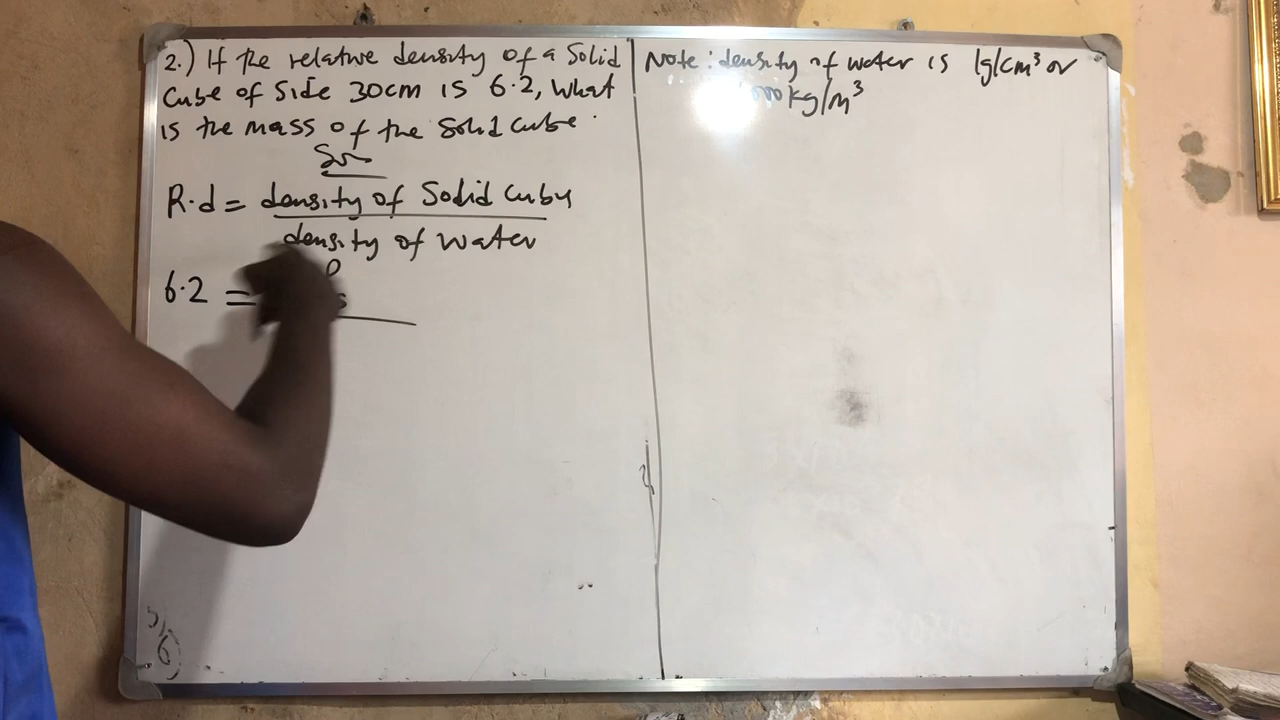 2.) If the relative density of a Solid
Cube of Side 30cm is 6.2, What
is the mass of the Solid Cube.
Soln
R.d = density of Solid Cube
density of Water
6.2 =
Note: density of water is 1g/cm³ or
kg/m³